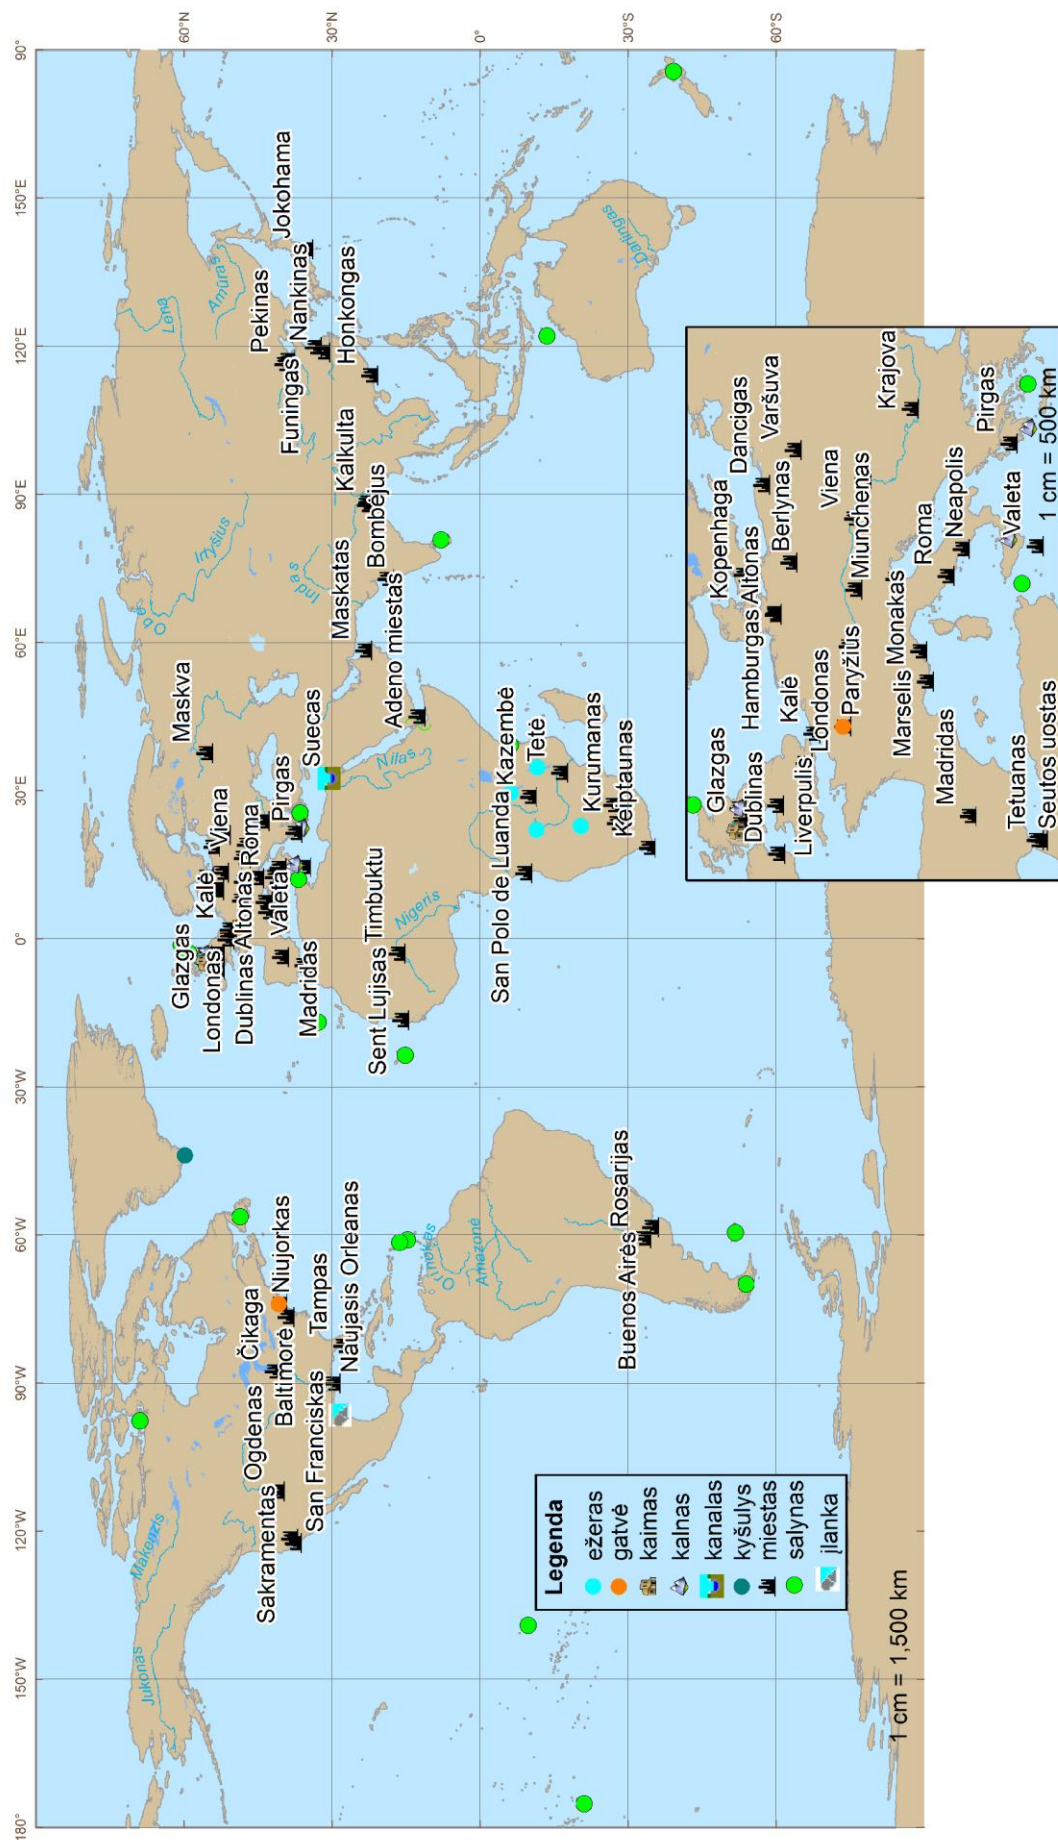 180°
150°W
120°W
90°W
60°W
30°W
0°
30°E
60°E
90°E
120°E
150°E
90°
60°N
30°N
0°
30°S
60°S
Jukonas
Makenzis
Sakramentas
Ogdenas
San Franciskas
Čikaga
Baltimorė
Niujorkas
Tampas
Naujasis Orleanas
Orinokas
Amazonė
Buenos Airės
Rosarijas
Glazgas
Londonas
Dublinas
Kalė
Altonas
Viena
Roma
Valeta
Madridas
Pirgas
Maskva
Suecas
Sent Lujisas
Timbuktu
Nigeris
Nilas
Adeno miestas
Maskatas
San Polo de Luanda
Kazembė
Tetė
Kurumanas
Keiptaunas
Obė
Irtyšius
Indas
Bombėjus
Kalkulta
Lena
Amūras
Pekinas
Funingas
Nankinas
Honkongas
Jokohama
Darlingas
Legenda
ežeras
gatvė
kaimas
kalnas
kanalas
kyšulys
miestas
salynas
įlanka
1 cm = 1,500 km
Glazgas
Dublinas
Liverpulis
Londonas
Kalė
Paryžius
Hamburgas
Altonas
Kopenhaga
Berlynas
Dancigas
Varšuva
Viena
Miunchenas
Krajova
Marselis
Monakas
Roma
Neapolis
Pirgas
Valeta
Madridas
Tetuanas
Seutos uostas
1 cm = 500 km